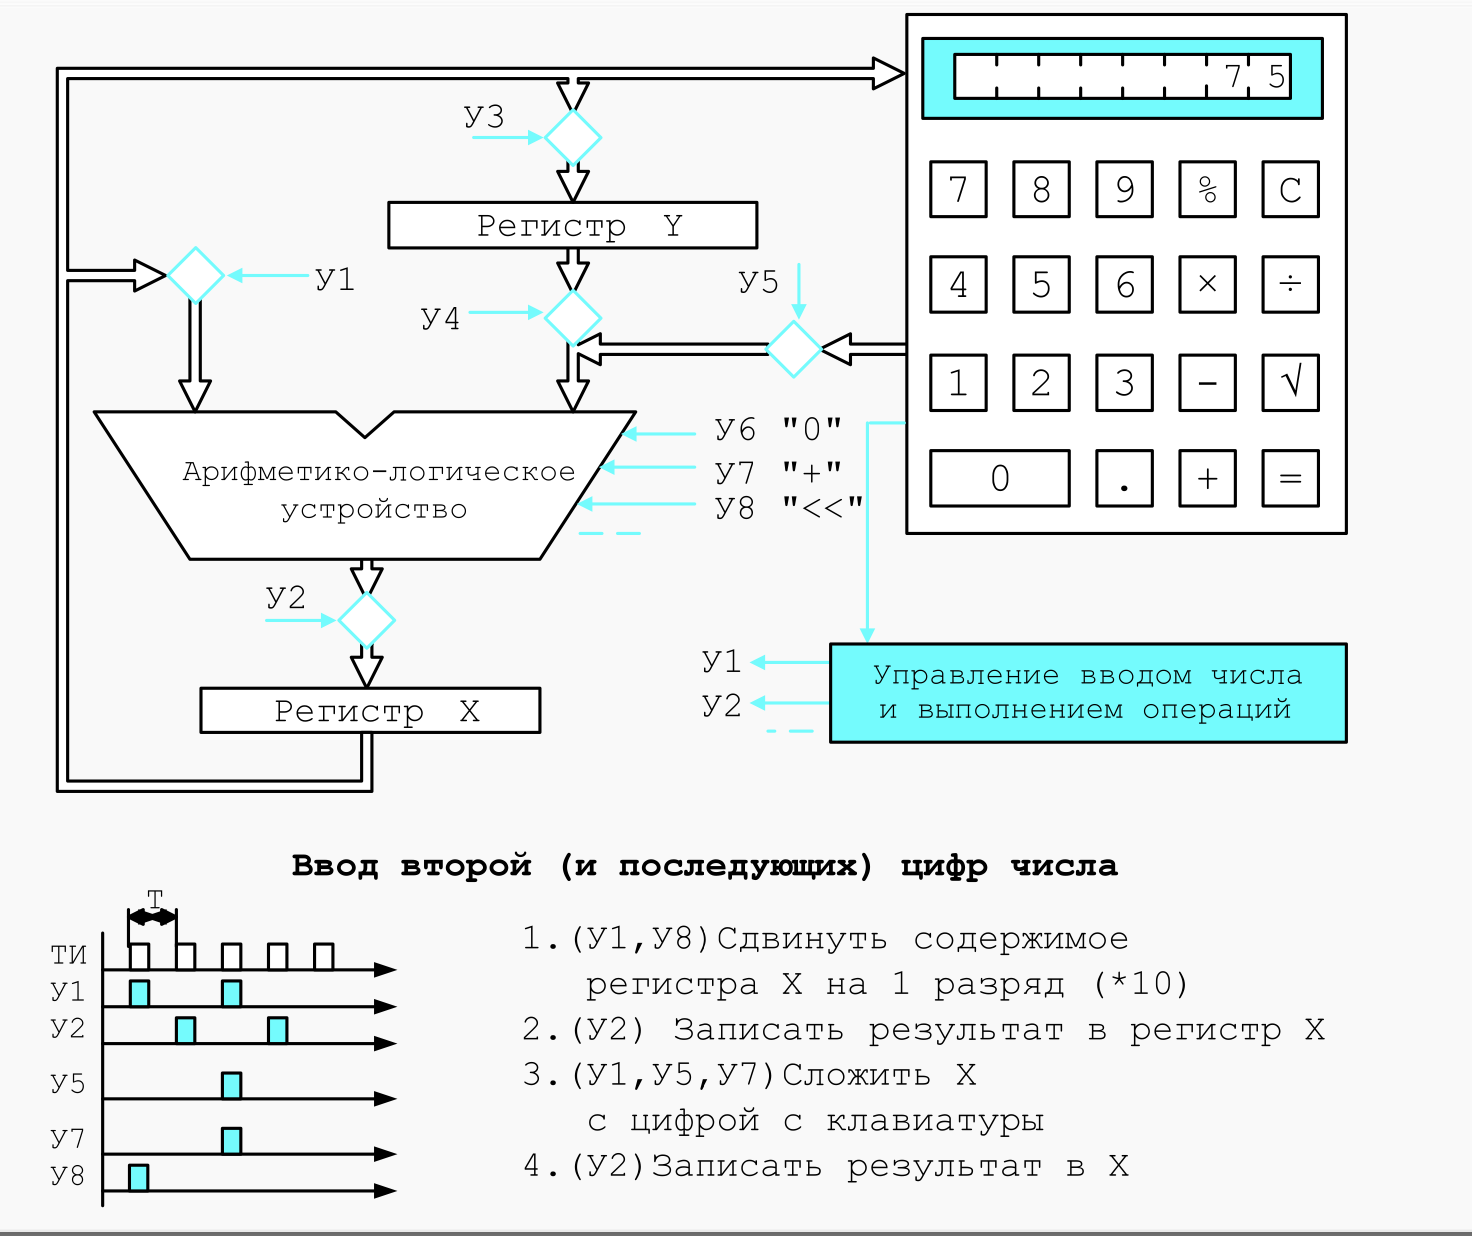 7 5
У3
7 8 9 % C
Регистр Y
У1
У5
4 5 6 × ÷
У4
1 2 3 - √
У6 "0"
Арифметико-логическое
устройство
У7 "+"
У8 "<<"
0 . + =
У2
У1
У2
Управление вводом числа
и выполнением операций
Регистр X
Ввод второй (и последующих) цифр числа
T
ТИ
У1
У2
У5
У7
У8
1.(У1,У8)Сдвинуть содержимое
регистра X на 1 разряд (*10)
2.(У2) Записать результат в регистр X
3.(У1,У5,У7)Сложить X
с цифрой с клавиатуры
4.(У2)Записать результат в X